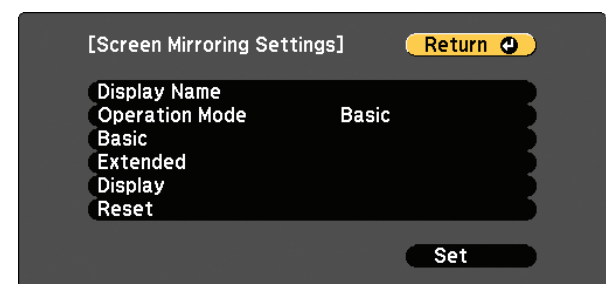 [Screen Mirroring Settings] Return
Display Name
Operation Mode Basic
Basic
Extended
Display
Reset
Set